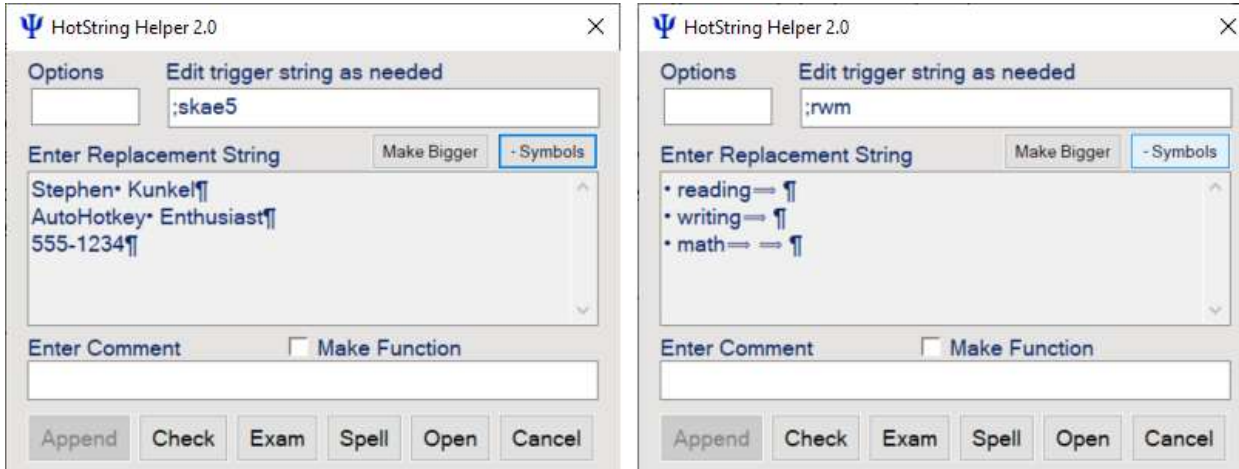 Ψ HotString Helper 2.0
Options Edit trigger string as needed
;skae5
Enter Replacement String Make Bigger - Symbols
Stephen• Kunkel¶
AutoHotkey• Enthusiast¶
555-1234¶
Enter Comment Make Function
Append Check Exam Spell Open Cancel
Ψ HotString Helper 2.0
Options Edit trigger string as needed
;rwm
Enter Replacement String Make Bigger - Symbols
• reading⟹ ¶
• writing⟹ ¶
• math⟹ ⟹ ¶
Enter Comment Make Function
Append Check Exam Spell Open Cancel